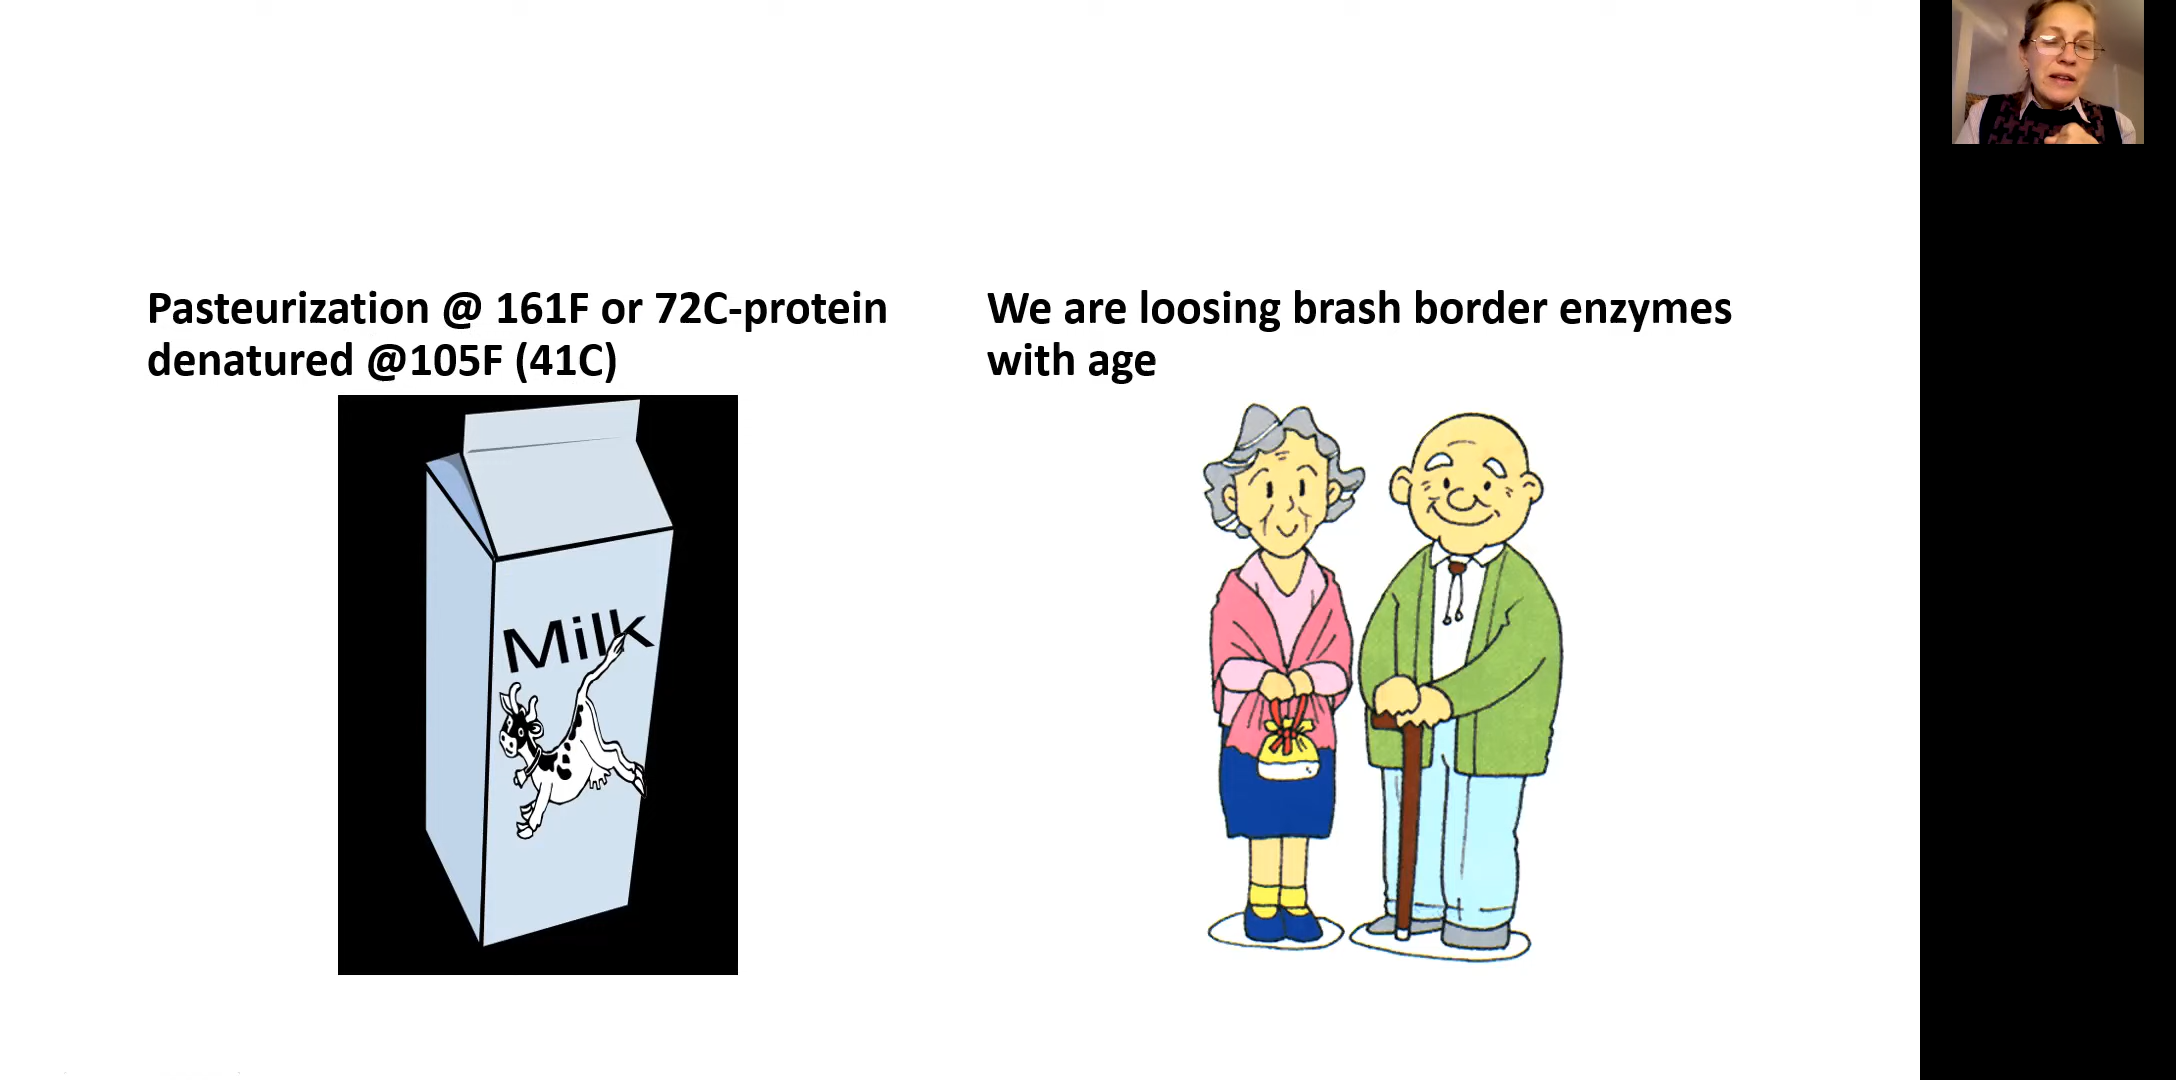 Pasteurization @ 161F or 72C-protein
denatured @105F (41C)
We are loosing brash border enzymes
with age
Milk